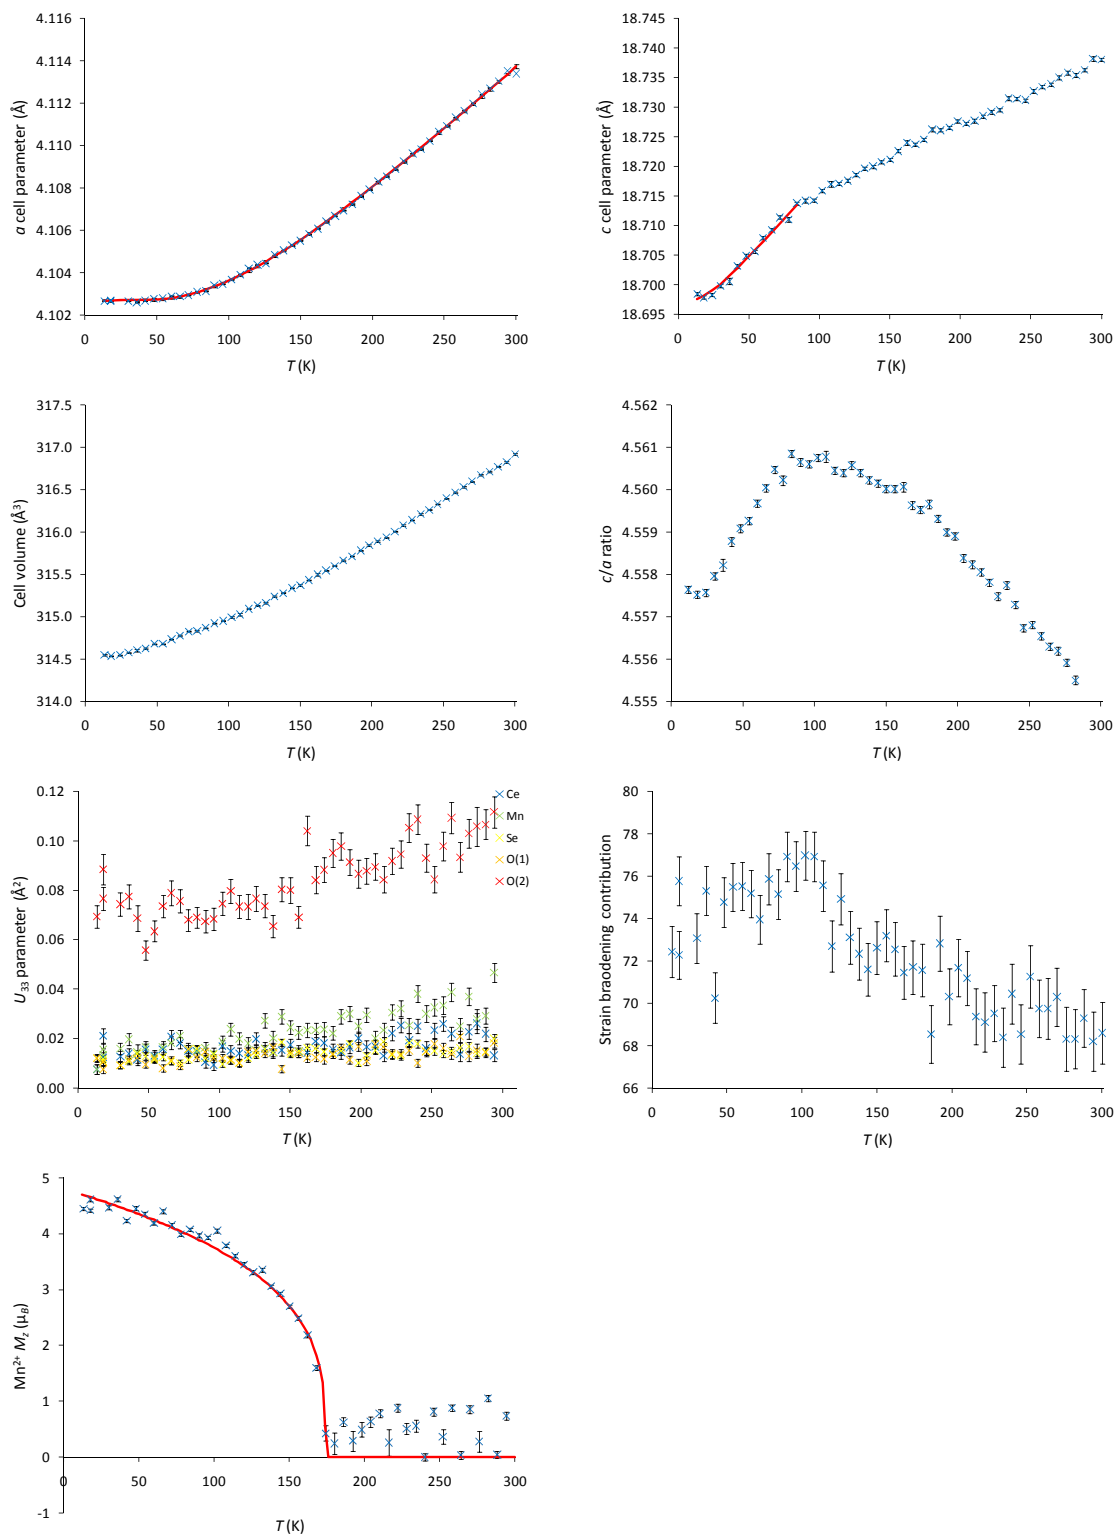 4.116
4.114
4.112
4.110
4.108
4.106
4.104
4.102
a cell parameter (Å)
0 50 100 150 200 250 300
T (K)
18.745
18.740
18.735
18.730
18.725
18.720
18.715
18.710
18.705
18.700
18.695
c cell parameter (Å)
0 50 100 150 200 250 300
T (K)
317.5
317.0
316.5
316.0
315.5
315.0
314.5
314.0
Cell volume (Å³)
0 50 100 150 200 250 300
T (K)
4.562
4.561
4.560
4.559
4.558
4.557
4.556
4.555
c/a ratio
0 50 100 150 200 250 300
T (K)
0.12
0.10
0.08
0.06
0.04
0.02
0.00
U₃₃ parameter (Å²)
Ce
Mn
Se
O(1)
O(2)
0 50 100 150 200 250 300
T (K)
80
78
76
74
72
70
68
66
Strain braodening contribution
0 50 100 150 200 250 300
T (K)
5
4
3
2
1
0
-1
Mn²⁺ M_z (µ_B)
0 50 100 150 200 250 300
T (K)